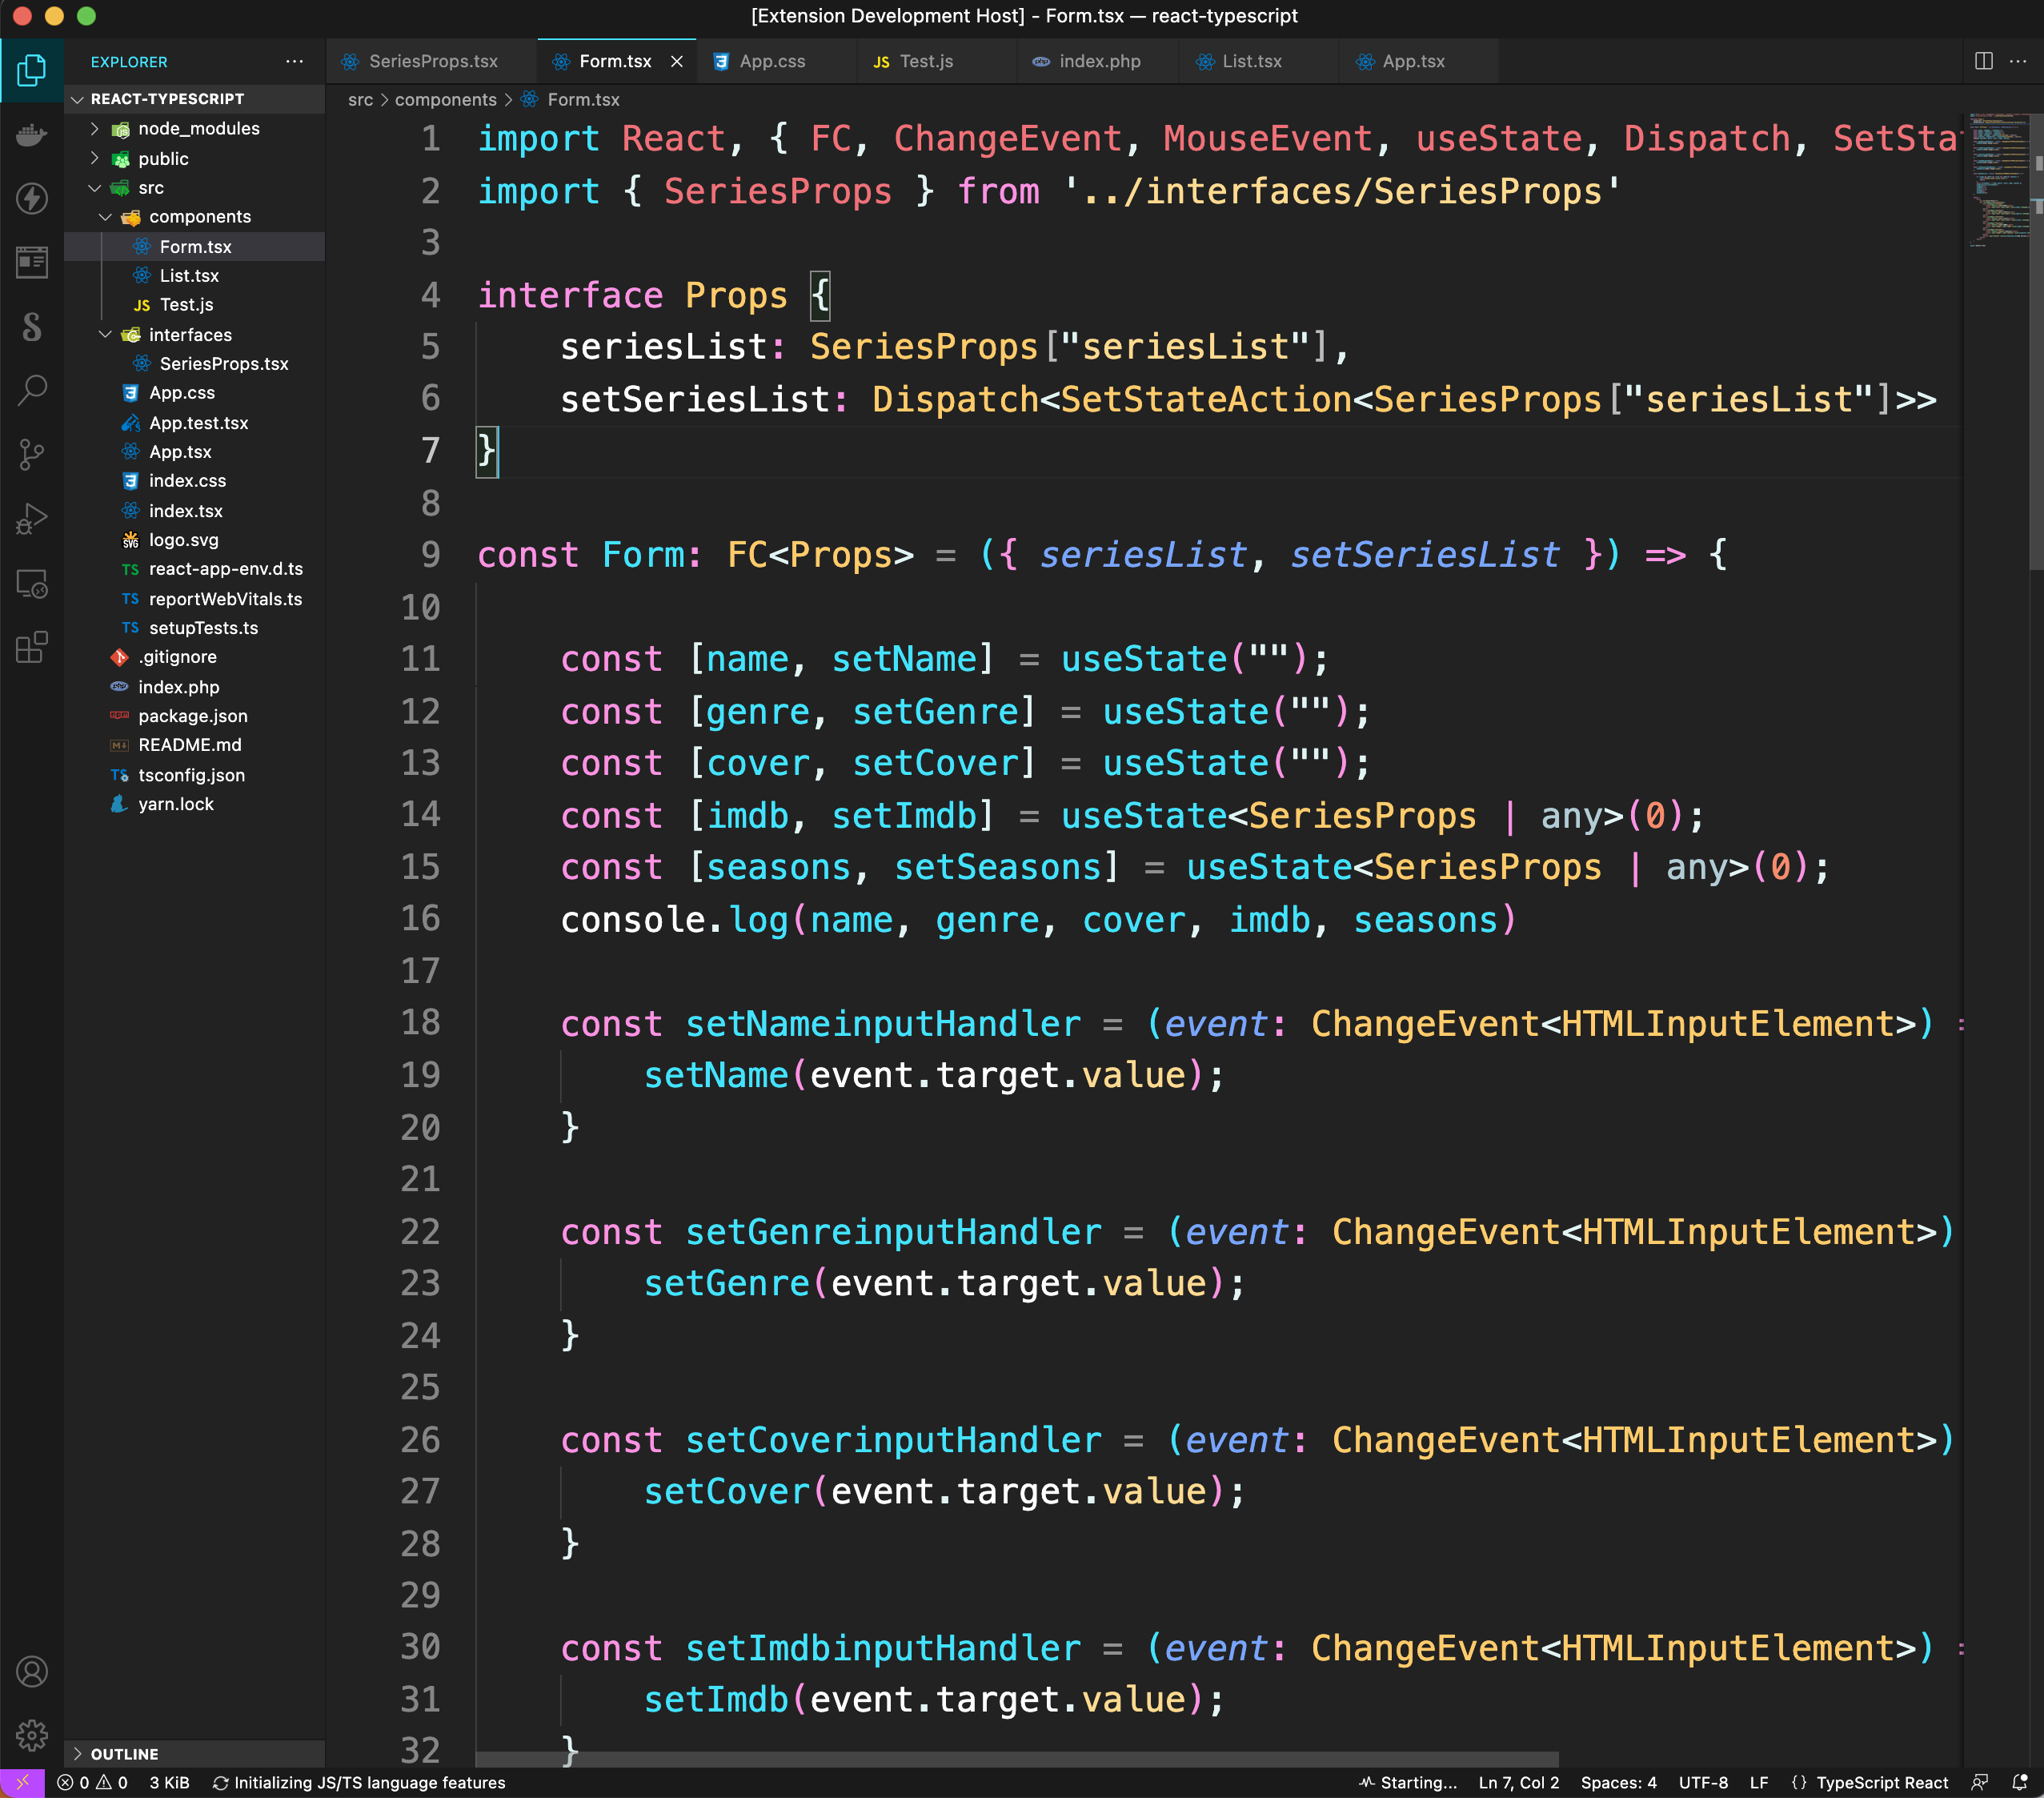 [Extension Development Host] - Form.tsx — react-typescript
EXPLORER
SeriesProps.tsx
Form.tsx
App.css
JS Test.js
index.php
List.tsx
App.tsx
REACT-TYPESCRIPT
node_modules
public
src
components
Form.tsx
List.tsx
JS Test.js
interfaces
SeriesProps.tsx
App.css
App.test.tsx
App.tsx
index.css
index.tsx
logo.svg
TS react-app-env.d.ts
TS reportWebVitals.ts
TS setupTests.ts
.gitignore
index.php
package.json
README.md
tsconfig.json
yarn.lock
OUTLINE
src > components > Form.tsx
1 import React, { FC, ChangeEvent, MouseEvent, useState, Dispatch, SetSta
2 import { SeriesProps } from '../interfaces/SeriesProps'
3
4 interface Props {
5 seriesList: SeriesProps["seriesList"],
6 setSeriesList: Dispatch<SetStateAction<SeriesProps["seriesList"]>>
7 }
8
9 const Form: FC<Props> = ({ seriesList, setSeriesList }) => {
10
11 const [name, setName] = useState("");
12 const [genre, setGenre] = useState("");
13 const [cover, setCover] = useState("");
14 const [imdb, setImdb] = useState<SeriesProps | any>(0);
15 const [seasons, setSeasons] = useState<SeriesProps | any>(0);
16 console.log(name, genre, cover, imdb, seasons)
17
18 const setNameinputHandler = (event: ChangeEvent<HTMLInputElement>) =
19 setName(event.target.value);
20 }
21
22 const setGenreinputHandler = (event: ChangeEvent<HTMLInputElement>)
23 setGenre(event.target.value);
24 }
25
26 const setCoverinputHandler = (event: ChangeEvent<HTMLInputElement>)
27 setCover(event.target.value);
28 }
29
30 const setImdbinputHandler = (event: ChangeEvent<HTMLInputElement>) =
31 setImdb(event.target.value);
32 }
0 0 3 KiB Initializing JS/TS language features Starting... Ln 7, Col 2 Spaces: 4 UTF-8 LF {} TypeScript React